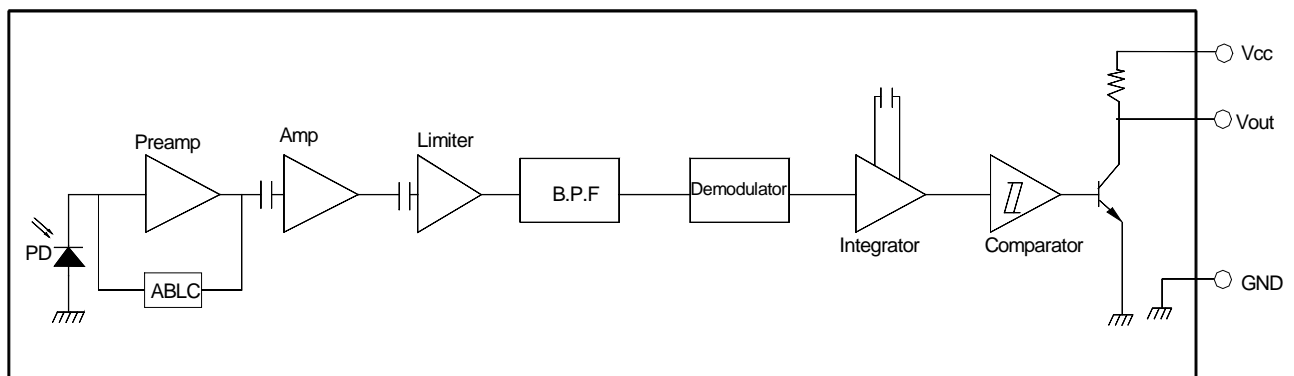 Vcc
Vout
Preamp
Amp
Limiter
B.P.F
Demodulator
Integrator
Comparator
PD
ABLC
GND